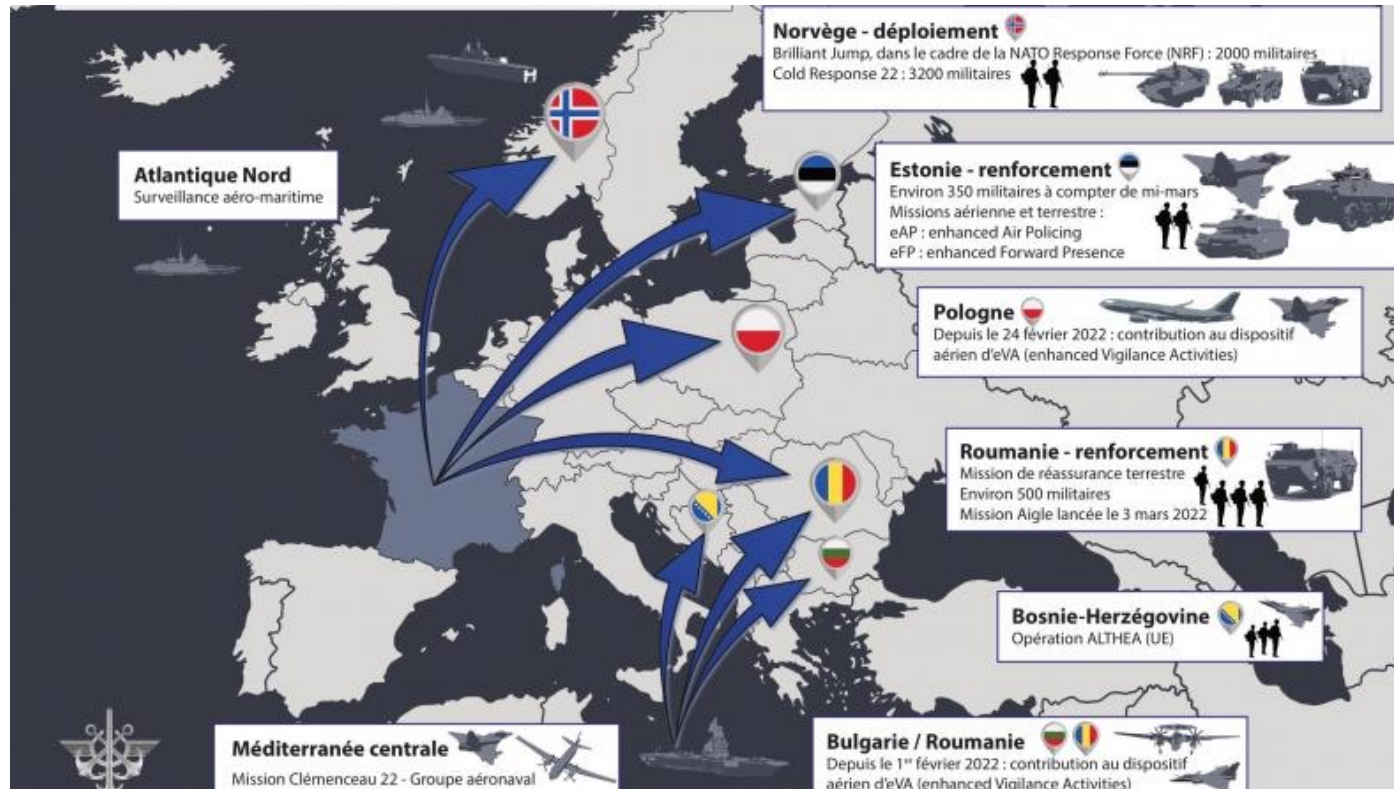 Norvège - déploiement
Brilliant Jump, dans le cadre de la NATO Response Force (NRF) : 2000 militaires
Cold Response 22 : 3200 militaires
Atlantique Nord
Surveillance aéro-maritime
Estonie - renforcement
Environ 350 militaires à compter de mi-mars
Missions aérienne et terrestre :
eAP : enhanced Air Policing
eFP : enhanced Forward Presence
Pologne
Depuis le 24 février 2022 : contribution au dispositif
aérien d'eVA (enhanced Vigilance Activities)
Roumanie - renforcement
Mission de réassurance terrestre
Environ 500 militaires
Mission Aigle lancée le 3 mars 2022
Bosnie-Herzégovine
Opération ALTHEA (UE)
Méditerranée centrale
Mission Clémenceau 22 - Groupe aéronaval
Bulgarie / Roumanie
Depuis le 1er février 2022 : contribution au dispositif
aérien d'eVA (enhanced Vigilance Activities)
H